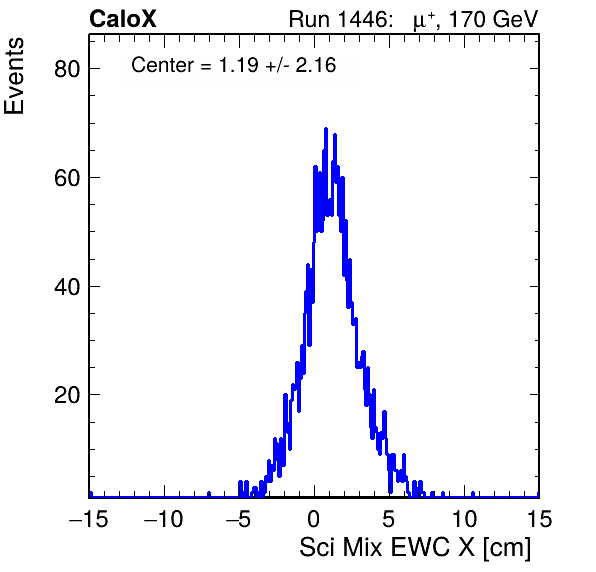 CaloX Run 1446: μ⁺, 170 GeV
Events
Center = 1.19 +/- 2.16
80
60
40
20
−15 −10 −5 0 5 10 15
Sci Mix EWC X [cm]